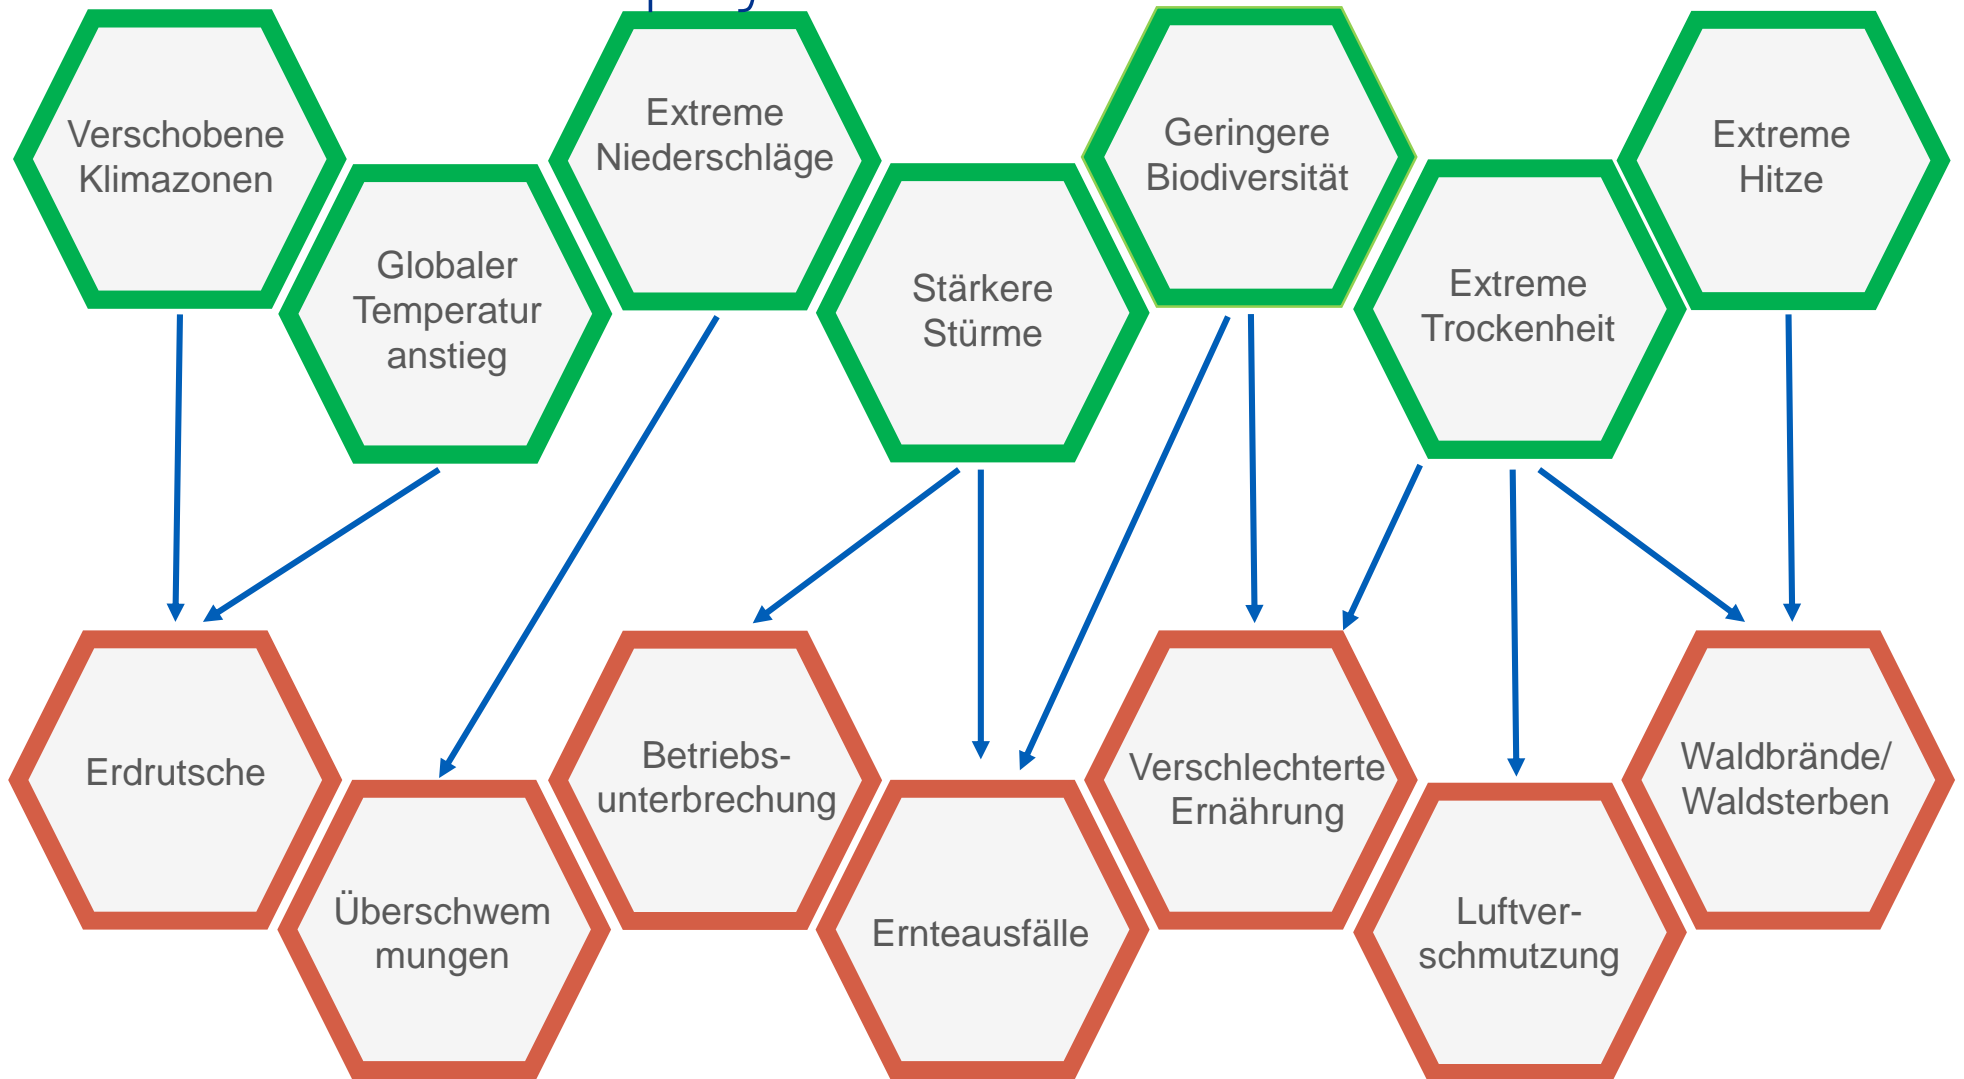 Verschobene
Klimazonen
Globaler
Temperatur
anstieg
Extreme
Niederschläge
Stärkere
Stürme
Geringere
Biodiversität
Extreme
Trockenheit
Extreme
Hitze
Erdrutsche
Überschwem
mungen
Betriebs-
unterbrechung
Ernteausfälle
Verschlechterte
Ernährung
Luftver-
schmutzung
Waldbrände/
Waldsterben